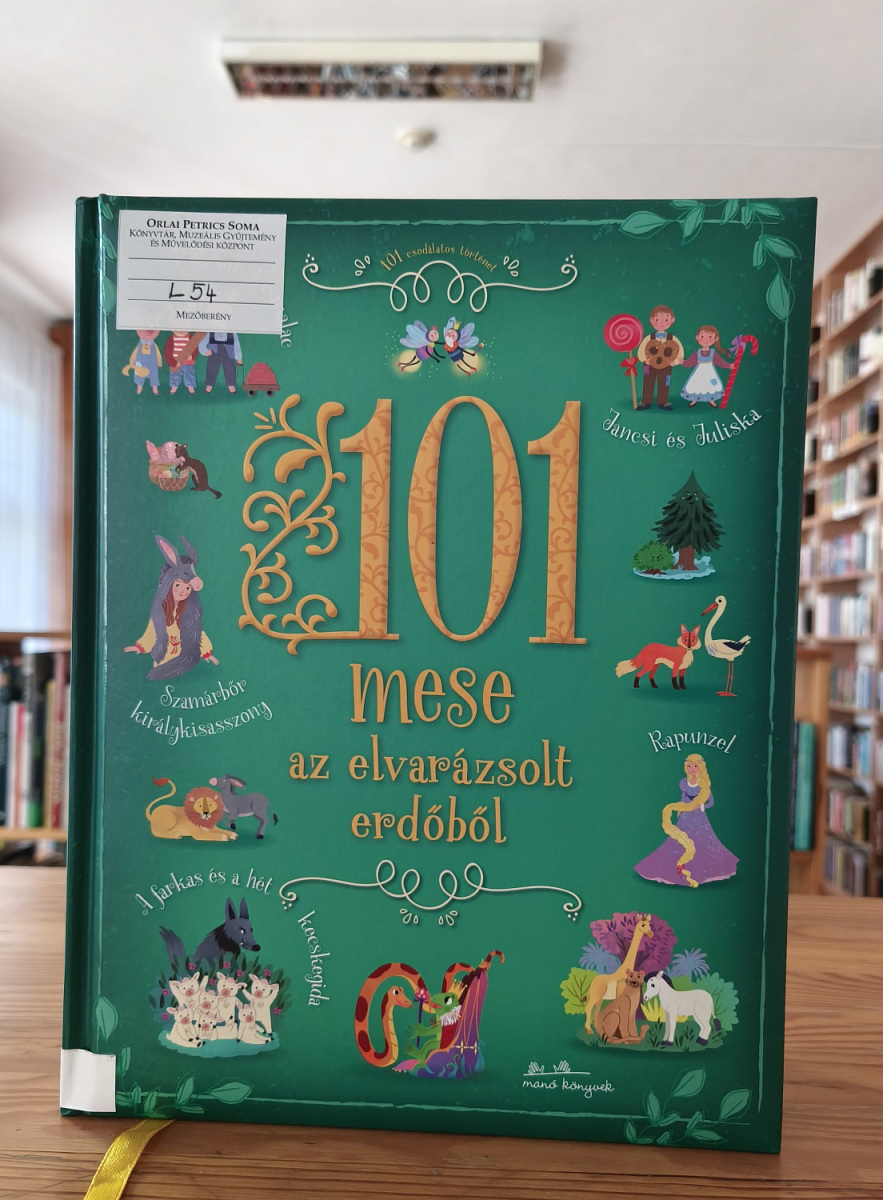 ORLAI PETRICS SOMA
KÖNYVTÁR, MUZEÁLIS GYŰJTEMÉNY
ÉS MŰVELŐDÉSI KÖZPONT
L 54
MEZŐBERÉNY
101 csodálatos történet
Jancsi és Juliska
101
mese
az elvarázsolt
erdőből
Szamárbőr
királykisasszony
Rapunzel
A farkas és a hét
kecskegida
manó könyvek